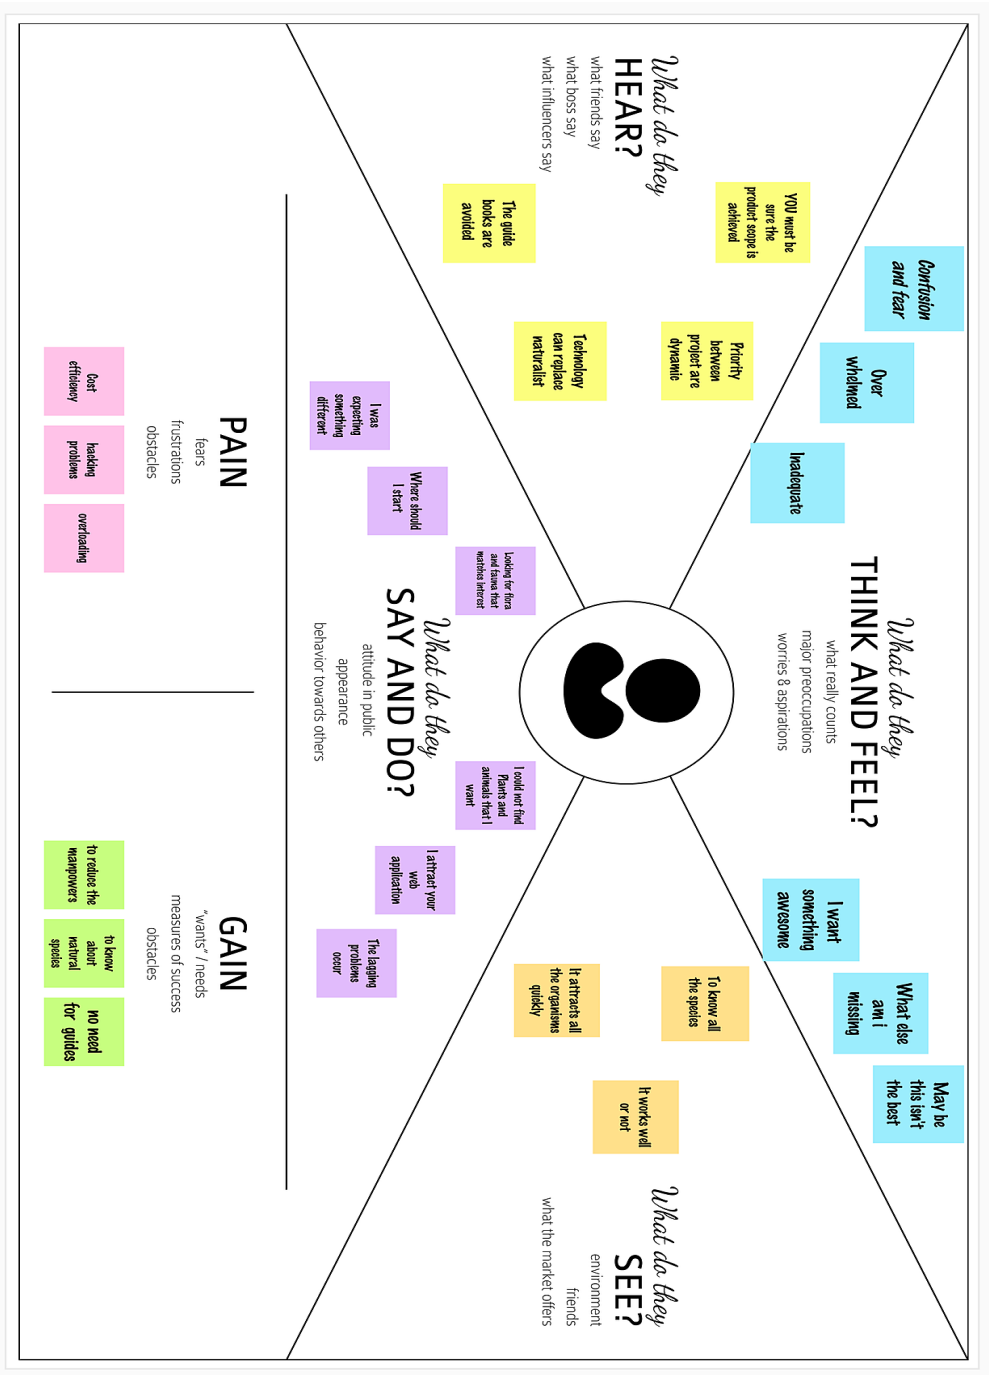 What do they
THINK AND FEEL?
what really counts
major preoccupations
worries & aspirations
Confusion
and fear
Over
whelmed
Inadequate
I want
something
awesome
What else
am i
missing
May be
this isn't
the best
What do they
HEAR?
what friends say
what boss say
what influencers say
YOU must be
sure the
product scope is
achieved
Priority
between
project are
dynamic
The guide
books are
avoided
Technology
can replace
naturalist
What do they
SEE?
environment
friends
what the market offers
To know all
the species
It attracts all
the organisms
quickly
It works well
or not
What do they
SAY AND DO?
attitude in public
appearance
behavior towards others
I was
expecting
something
different
Where should
I start
Looking for flora
and fauna that
matches interest
I could not find
Plants and
animals that I
want
I attract your
web
application
The lagging
problems
occur
PAIN
fears
frustrations
obstacles
Cost
efficiency
hacking
problems
overloading
GAIN
"wants" / needs
measures of success
obstacles
to reduce the
manpowers
to know
about
natural
species
no need
for guides